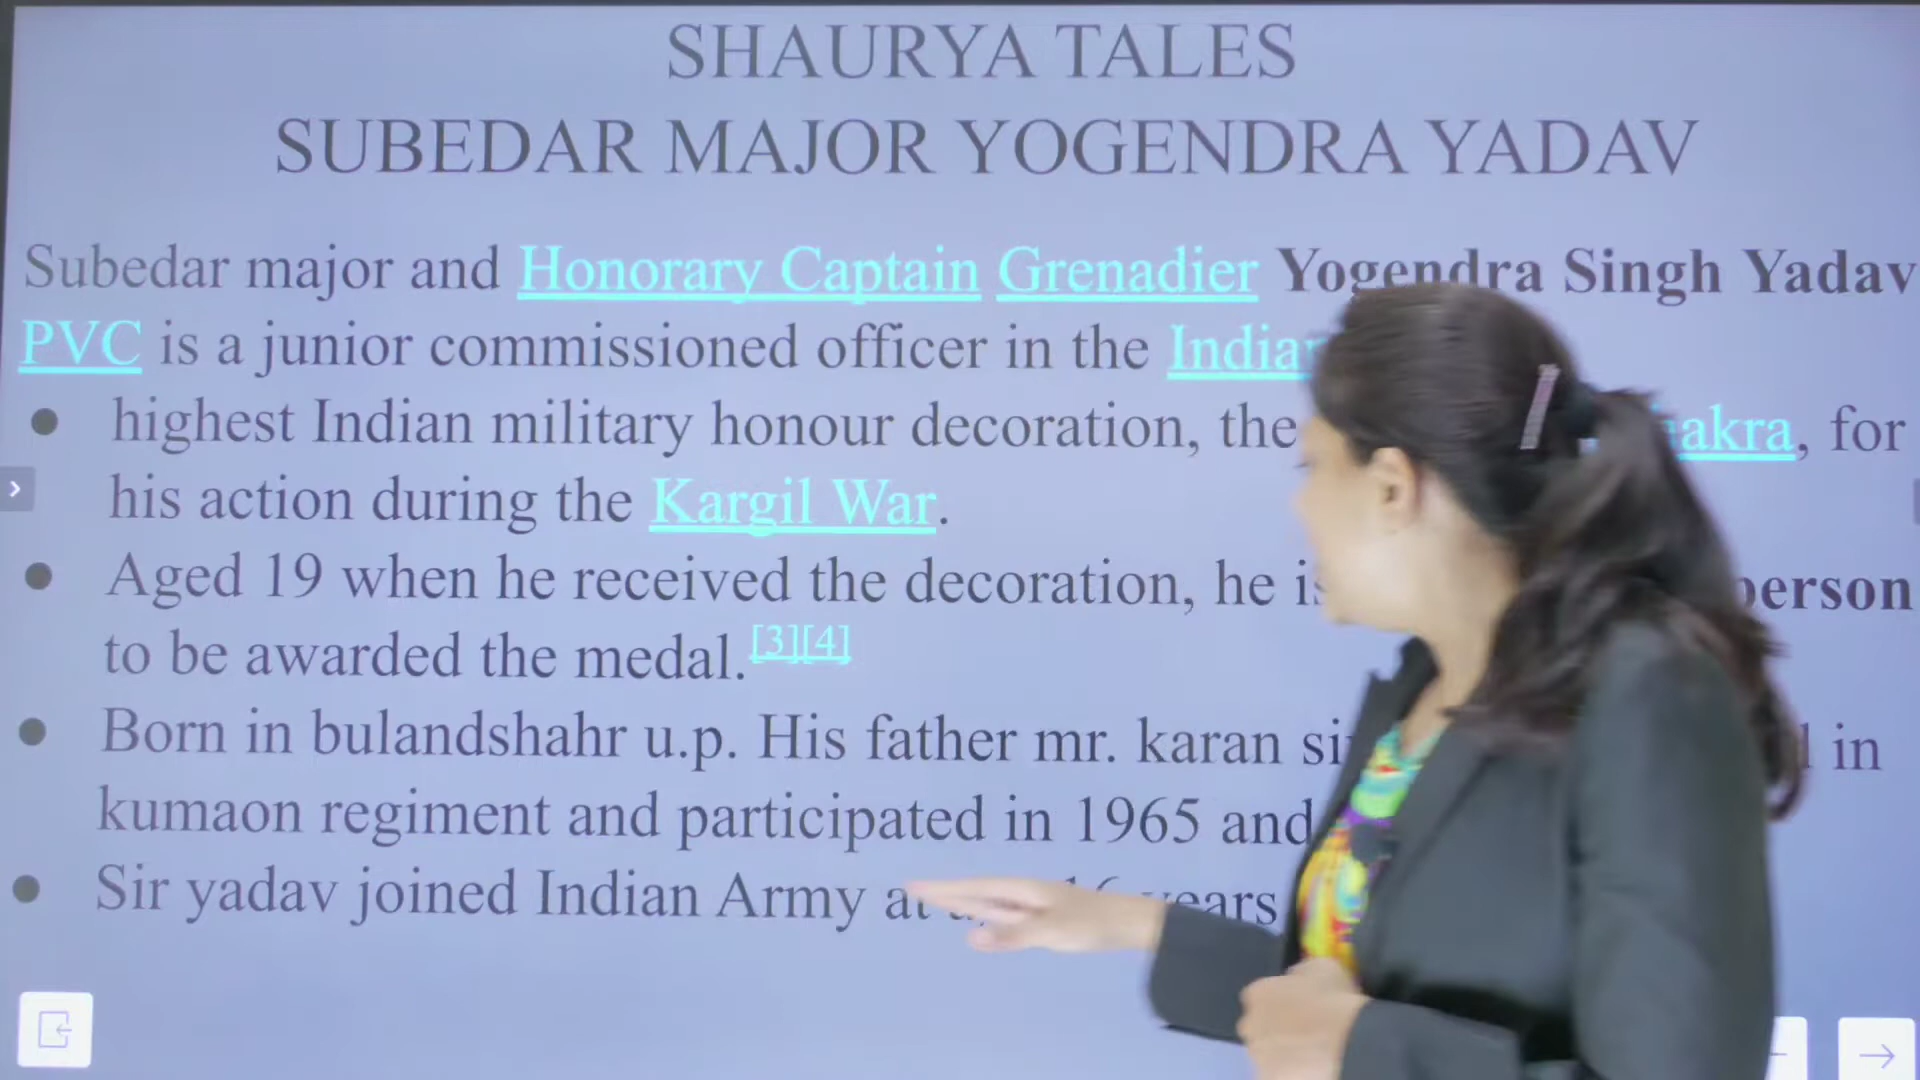 SHAURYA TALES
SUBEDAR MAJOR YOGENDRA YADAV
Subedar major and Honorary Captain Grenadier Yogendra Singh Yadav
PVC is a junior commissioned officer in the
● highest Indian military honour decoration, the , for
his action during the Kargil War.
● Aged 19 when he received the decoration, he is person
to be awarded the medal.[3][4]
● Born in bulandshahr u.p. His father mr. karan in
kumaon regiment and participated in 1965 and
● Sir yadav joined Indian Army at 16 years